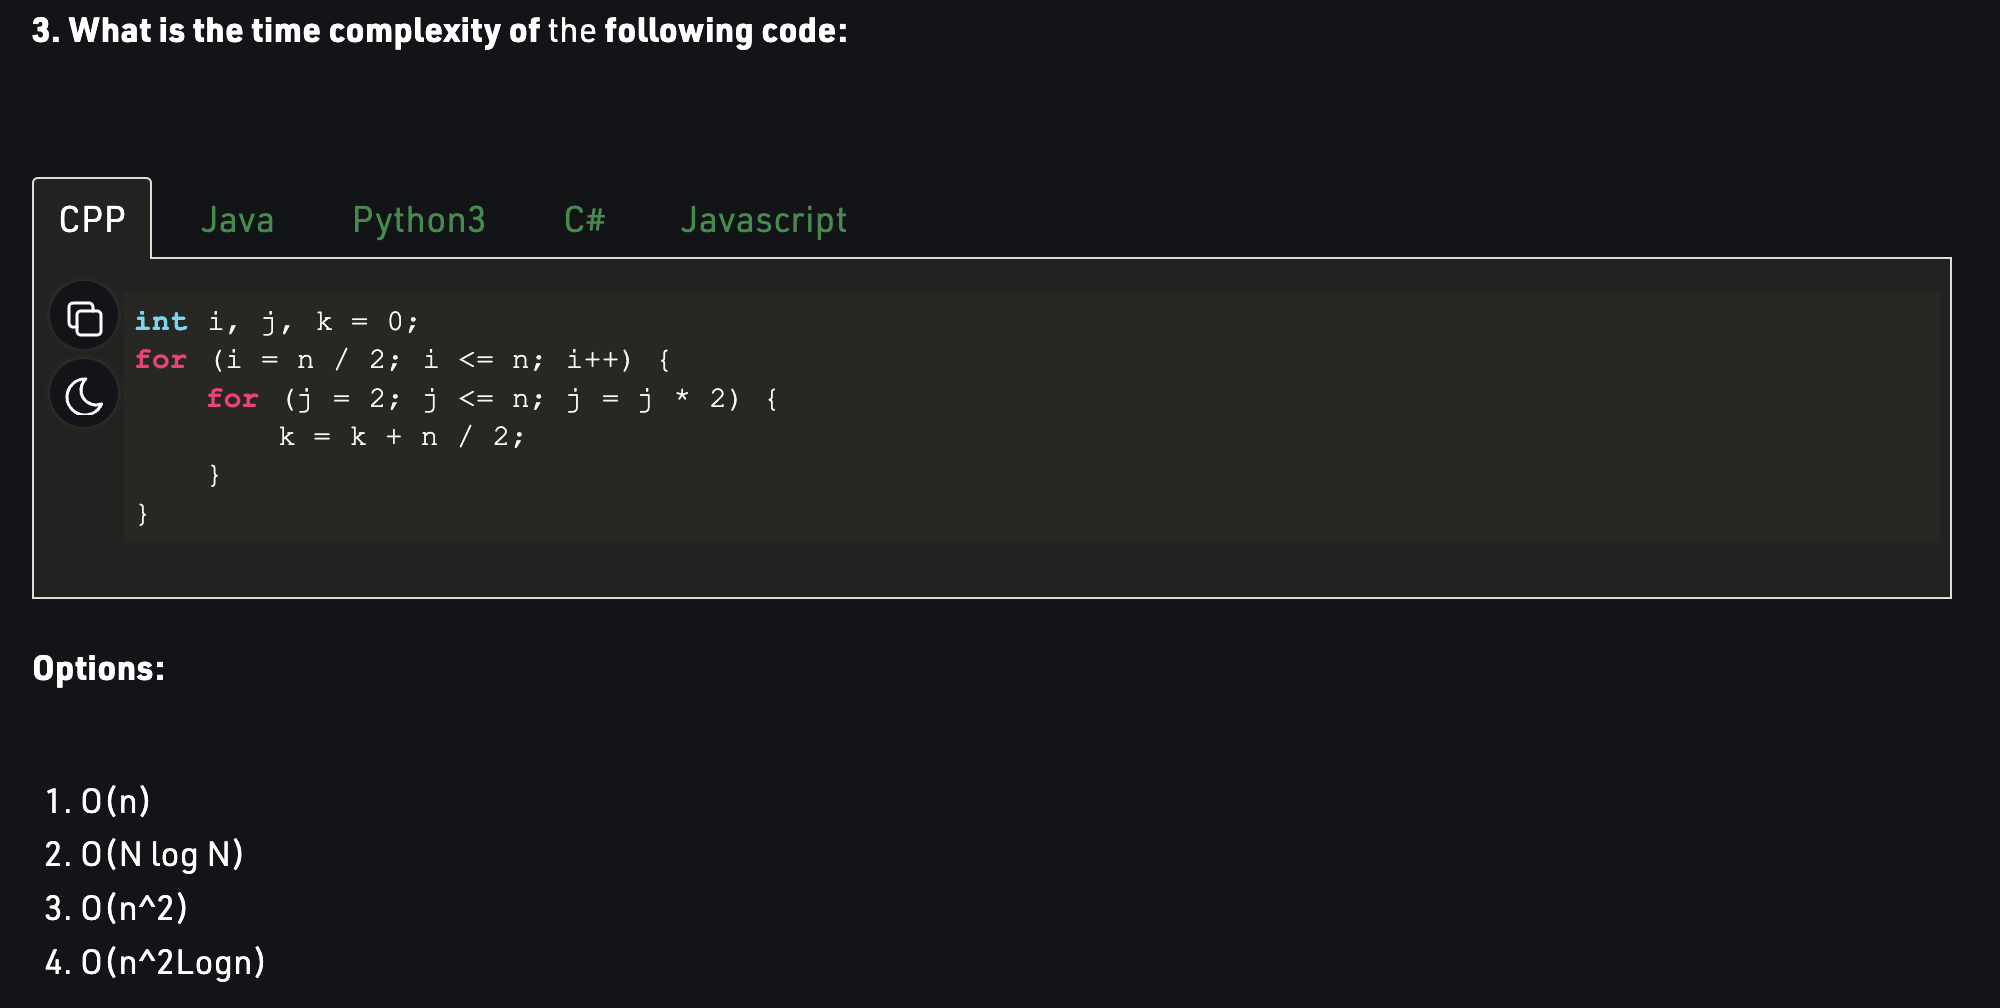 3. What is the time complexity of the following code:
CPP Java Python3 C# Javascript
int i, j, k = 0;
for (i = n / 2; i <= n; i++) {
    for (j = 2; j <= n; j = j * 2) {
        k = k + n / 2;
    }
}
Options:
1. O(n)
2. O(N log N)
3. O(n^2)
4. O(n^2Logn)